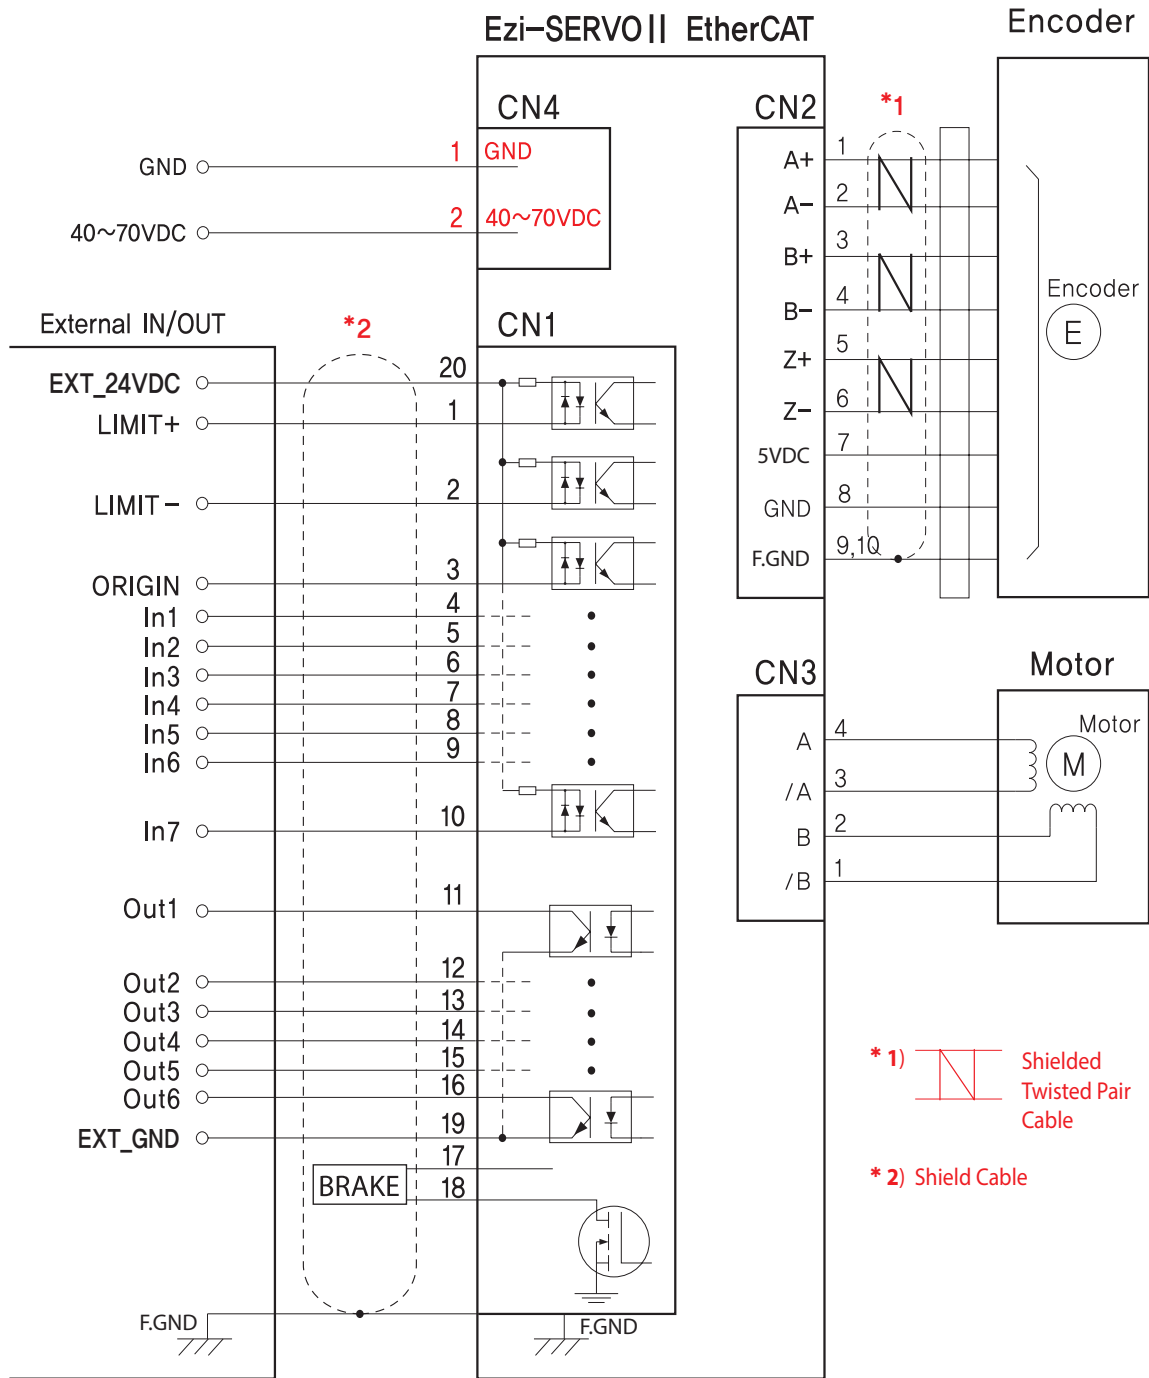 Ezi-SERVO II EtherCAT
Encoder
CN4
1 GND
GND
2 40~70VDC
40~70VDC
CN2
*1
A+ 1
A- 2
B+ 3
B- 4
Z+ 5
Z- 6
5VDC 7
GND 8
F.GND 9,10
Encoder
E
External IN/OUT
*2
CN1
EXT_24VDC 20
LIMIT+ 1
LIMIT- 2
ORIGIN 3
In1 4
In2 5
In3 6
In4 7
In5 8
In6 9
In7 10
Out1 11
Out2 12
Out3 13
Out4 14
Out5 15
Out6 16
EXT_GND 19
17
BRAKE 18
F.GND
F.GND
CN3
Motor
A 4
/A 3
B 2
/B 1
Motor
M
* 1) Shielded
Twisted Pair
Cable
* 2) Shield Cable